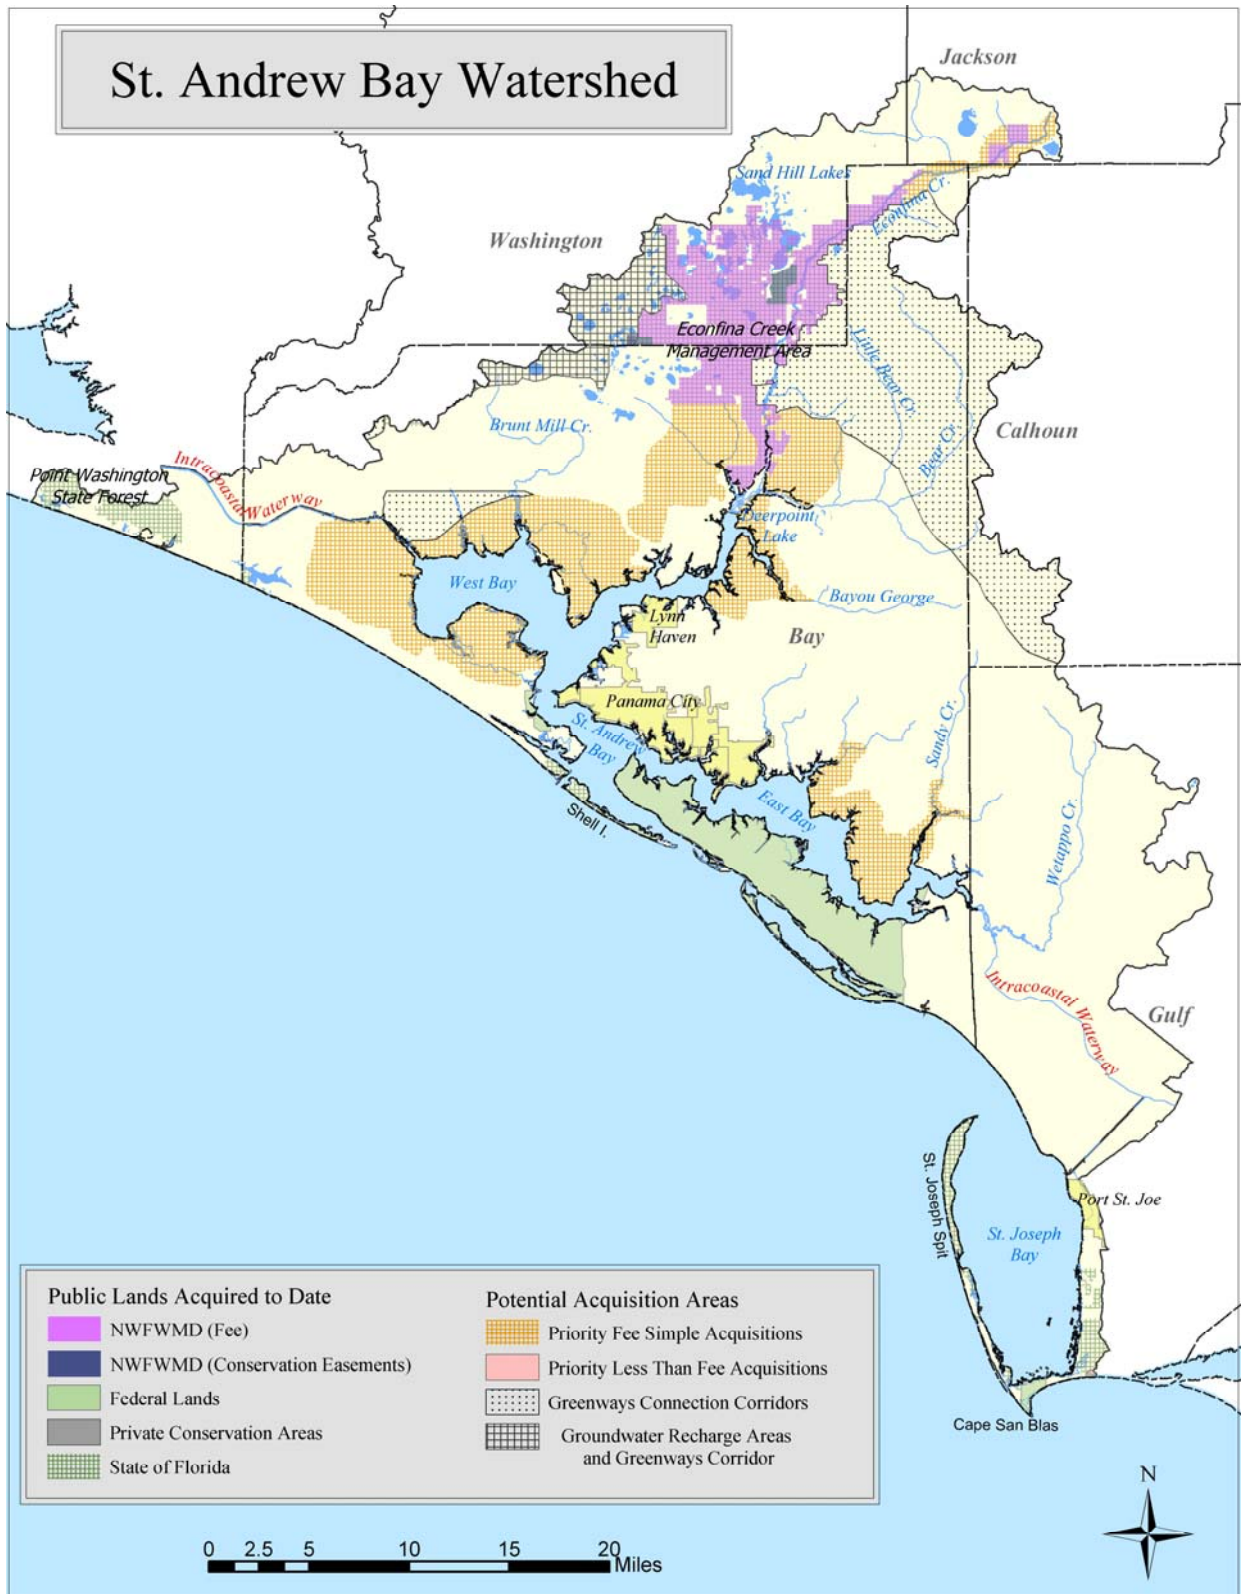 St. Andrew Bay Watershed
Jackson
Sand Hill Lakes
Econfina Cr.
Washington
Econfina Creek
Management Area
Little Bear Cr.
Calhoun
Brunt Mill Cr.
Bear Cr.
Point Washington
State Forest
Intracoastal Waterway
Deerpoint
Lake
West Bay
Bayou George
Lynn
Haven
Bay
Panama City
St. Andrew
Bay
Sandy Cr.
East Bay
Shell I.
Wetappo Cr.
Intracoastal Waterway
Gulf
St. Joseph Spit
Port St. Joe
St. Joseph
Bay
Cape San Blas
Public Lands Acquired to Date
NWFWMD (Fee)
NWFWMD (Conservation Easements)
Federal Lands
Private Conservation Areas
State of Florida
Potential Acquisition Areas
Priority Fee Simple Acquisitions
Priority Less Than Fee Acquisitions
Greenways Connection Corridors
Groundwater Recharge Areas
and Greenways Corridor
N
0 2.5 5 10 15 20
Miles